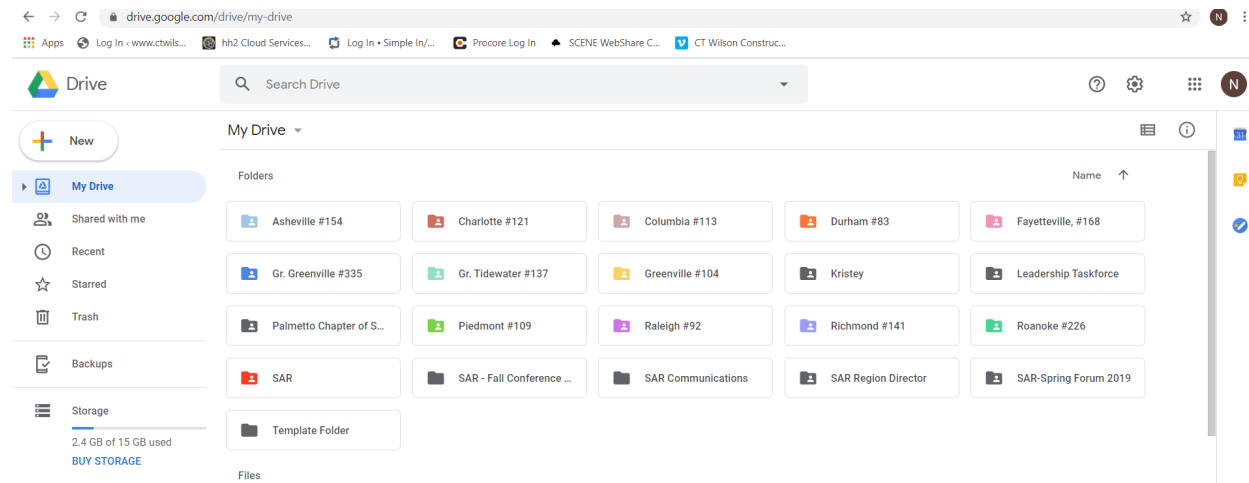 drive.google.com/drive/my-drive
N
Apps Log In ‹ www.ctwils... hh2 Cloud Services... Log In • Simple In/... Procore Log In SCENE WebShare C... CT Wilson Construc...
Drive Search Drive N
New My Drive 31
Folders Name
My Drive
Asheville #154 Charlotte #121 Columbia #113 Durham #83 Fayetteville, #168
Shared with me
Recent
Gr. Greenville #335 Gr. Tidewater #137 Greenville #104 Kristey Leadership Taskforce
Starred
Trash
Palmetto Chapter of S... Piedmont #109 Raleigh #92 Richmond #141 Roanoke #226
Backups
SAR SAR - Fall Conference ... SAR Communications SAR Region Director SAR-Spring Forum 2019
Storage
Template Folder
2.4 GB of 15 GB used
BUY STORAGE
Files